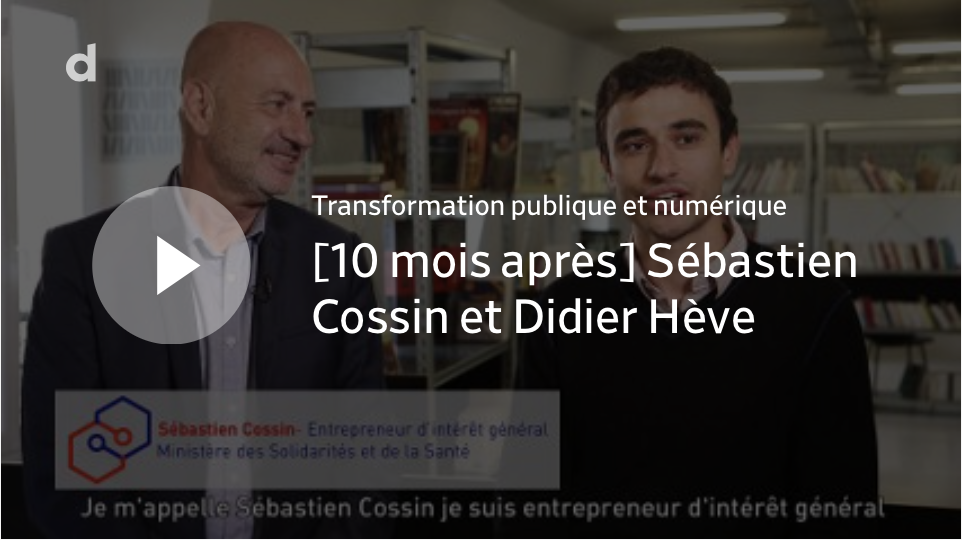 d
Transformation publique et numérique
[10 mois après] Sébastien
Cossin et Didier Hève
Sébastien Cossin- Entrepreneur d'intérêt général
Ministère des Solidarités et de la Santé
Je m'appelle Sébastien Cossin je suis entrepreneur d'intérêt général